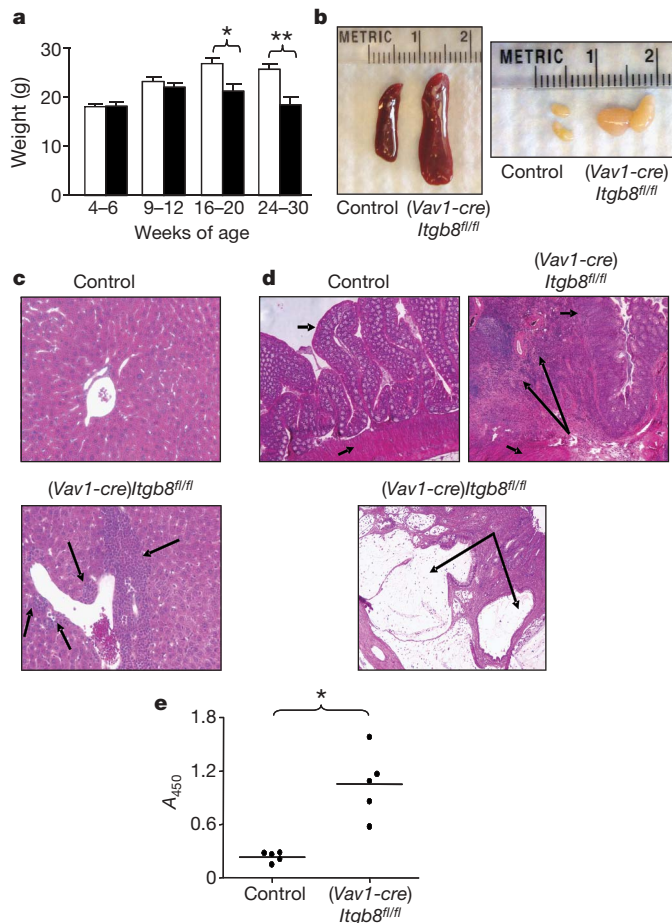 a
Weight (g)
30
20
10
0
*
**
4–6
9–12
16–20
24–30
Weeks of age
b
METRIC 1 2
Control
(Vav1-cre)
Itgb8fl/fl
METRIC 1 2
Control
(Vav1-cre)
Itgb8fl/fl
c
Control
(Vav1-cre)Itgb8fl/fl
d
Control
(Vav1-cre)
Itgb8fl/fl
(Vav1-cre)Itgb8fl/fl
e
*
A450
1.8
1.2
0.6
0
Control
(Vav1-cre)
Itgb8fl/fl